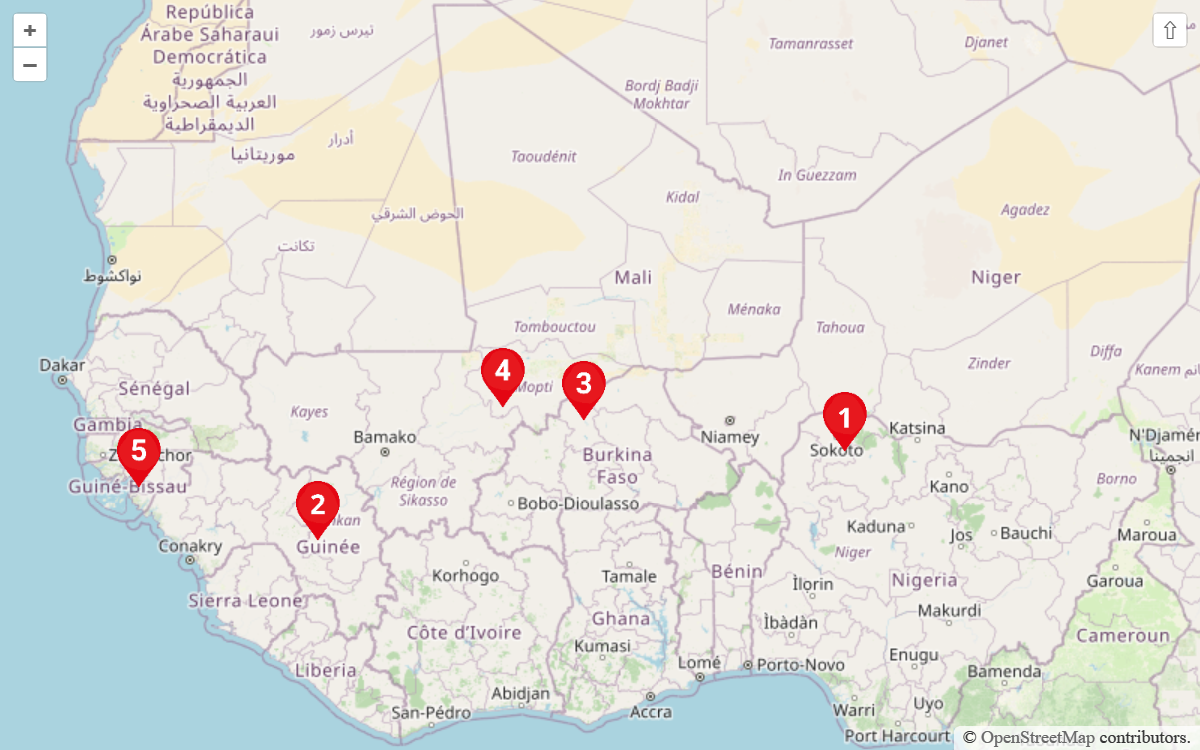 +
−
⇧
República
Árabe Saharaui
Democrática
الجمهورية
العربية الصحراوية
الديمقراطية
تيرس زمور
Tamanrasset
Djanet
Bordj Badji
Mokhtar
أدرار
موريتانيا
Taoudénit
In Guezzam
Kidal
Agadez
الحوض الشرقي
تكانت
نواكشوط
Mali
Niger
Ménaka
Tombouctou
Tahoua
Diffa
Zinder
Kanem
Dakar
Sénégal
4
Mopti
3
Kayes
1
Gambia
Bamako
Niamey
Katsina
N'Djamén
انجمينا
5
chor
Sokoto
Burkina
Faso
Guiné-Bissau
Région de
Sikasso
Kano
Borno
2
kan
Bobo-Dioulasso
Kaduna
Jos
Bauchi
Maroua
Conakry
Guinée
Niger
Korhogo
Tamale
Bénin
Ìlọrin
Nigeria
Garoua
Sierra Leone
Makurdi
Côte d'Ivoire
Ghana
Ìbàdàn
Cameroun
Kumasi
Enugu
Liberia
Lomé
Porto-Novo
Bamenda
Abidjan
San-Pédro
Accra
Warri
Uyo
Port Harcourt
© OpenStreetMap contributors.